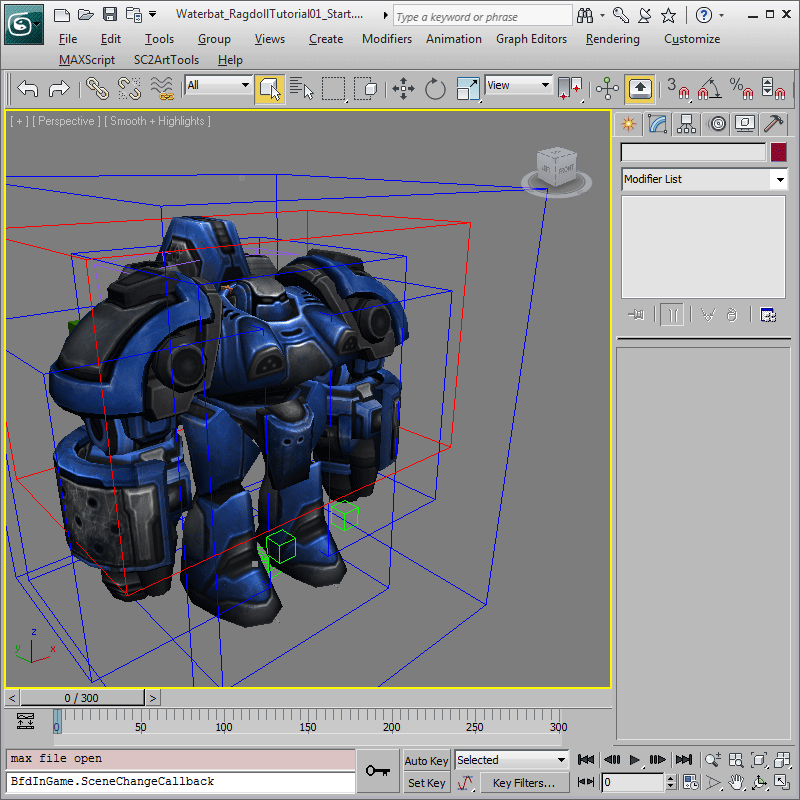 Waterbat_RagdollTutorial01_Start....
Type a keyword or phrase
File Edit Tools Group Views Create Modifiers Animation Graph Editors Rendering Customize
MAXScript SC2ArtTools Help
All
View
3
%
[ + ] [ Perspective ] [ Smooth + Highlights ]
FRONT
Modifier List
z
y
x
< 0 / 300 >
0 50 100 150 200 250 300
max file open
BfdInGame.SceneChangeCallback
Auto Key
Selected
Set Key
Key Filters...
0